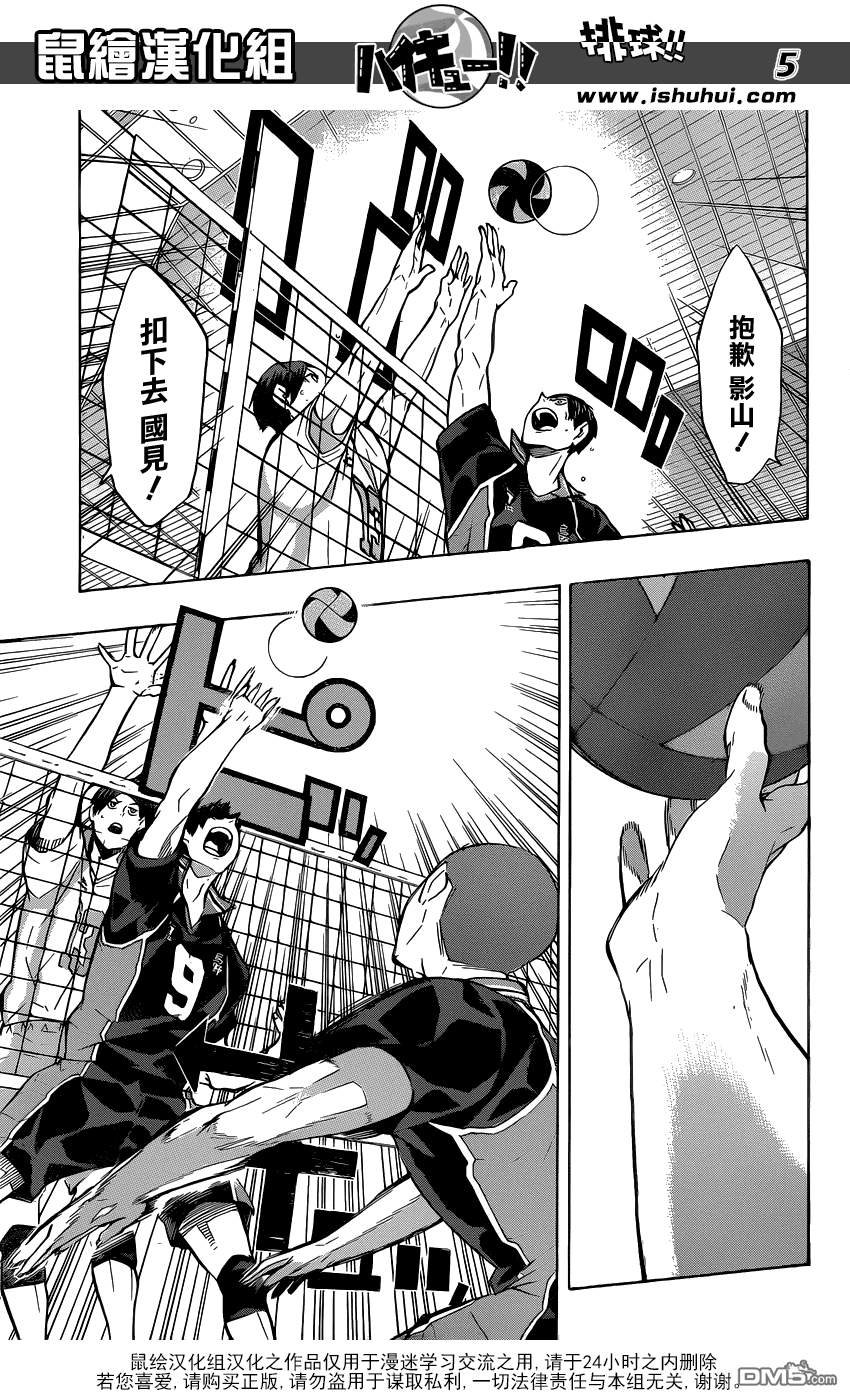 鼠繪漢化組
ハイキュー!!
排球!!
5
www.ishuhui.com
抱歉 影山！
扣下去 國見！
9
鼠绘汉化组汉化之作品仅用于漫迷学习交流之用，请于24小时之内删除
若您喜爱，请购买正版，请勿盗用于谋取私利，一切法律责任与本组无关，谢谢。
DM5.com